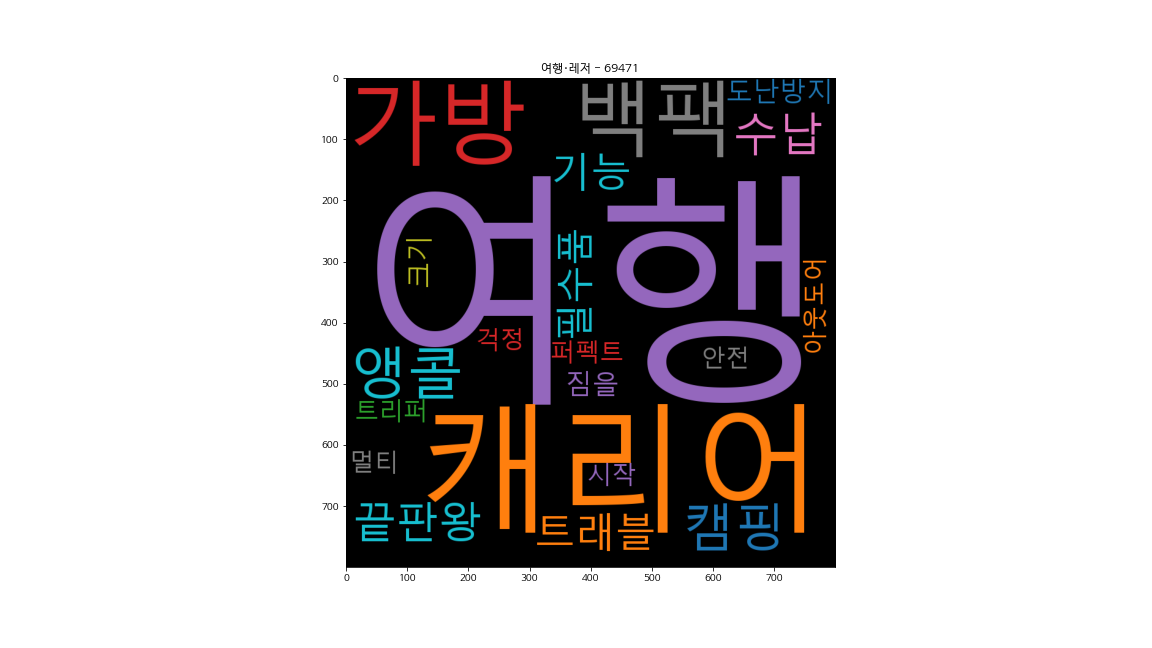 여행·레저 - 69471
0
100
200
300
400
500
600
700
가방
백팩
도난방지
수납
기능
여행
크기
필수품
아웃도어
걱정
퍼펙트
안전
앵콜
짐을
트리퍼
캐리어
멀티
시작
끝판왕
트래블
캠핑
0
100
200
300
400
500
600
700